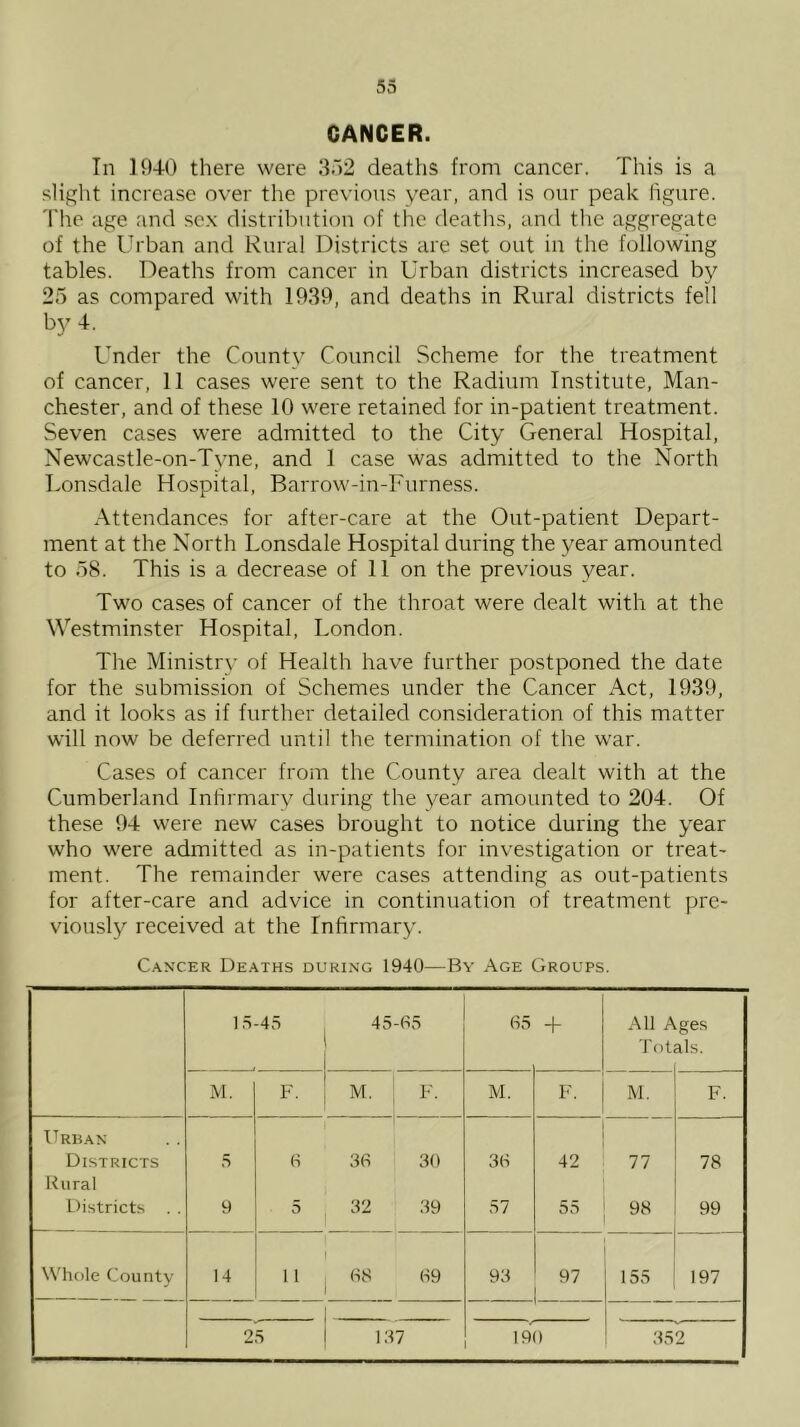 55
CANCER.
In 1940 there were 352 deaths from cancer. This is a
slight increase over the previous year, and is our peak figure.
The age and sex distribution of the deaths, and the aggregate
of the Urban and Rural Districts are set out in the following
tables. Deaths from cancer in Urban districts increased by
25 as compared with 1939, and deaths in Rural districts fell
by 4.
Under the County Council Scheme for the treatment
of cancer, 11 cases were sent to the Radium Institute, Man-
chester, and of these 10 were retained for in-patient treatment.
Seven cases were admitted to the City General Hospital,
Newcastle-on-Tyne, and 1 case was admitted to the North
Lonsdale Hospital, Barrow-in-Furness.
Attendances for after-care at the Out-patient Depart-
ment at the North Lonsdale Hospital during the year amounted
to 58. This is a decrease of 11 on the previous year.
Two cases of cancer of the throat were dealt with at the
Westminster Hospital, London.
The Ministry of Health have further postponed the date
for the submission of Schemes under the Cancer Act, 1939,
and it looks as if further detailed consideration of this matter
will now be deferred until the termination of the war.
Cases of cancer from the County area dealt with at the
Cumberland Infirmary during the year amounted to 204. Of
these 94 were new cases brought to notice during the year
who were admitted as in-patients for investigation or treat-
ment. The remainder were cases attending as out-patients
for after-care and advice in continuation of treatment pre-
viously received at the Infirmary.
CANCER DEATHS DURING 1940—BY AGE GROUPS.
15-45 45-65 65 + All Ages
Totals.
M. F. M. F. M. F. M. F.
URBAN . .
DISTRICTS 5 6 36 30 36 42 77 78
Rural
Districts . . 9 5 32 39 57 55 98 99
Whole County 14 11 68 69 93 97 155 197
25 137 190 352